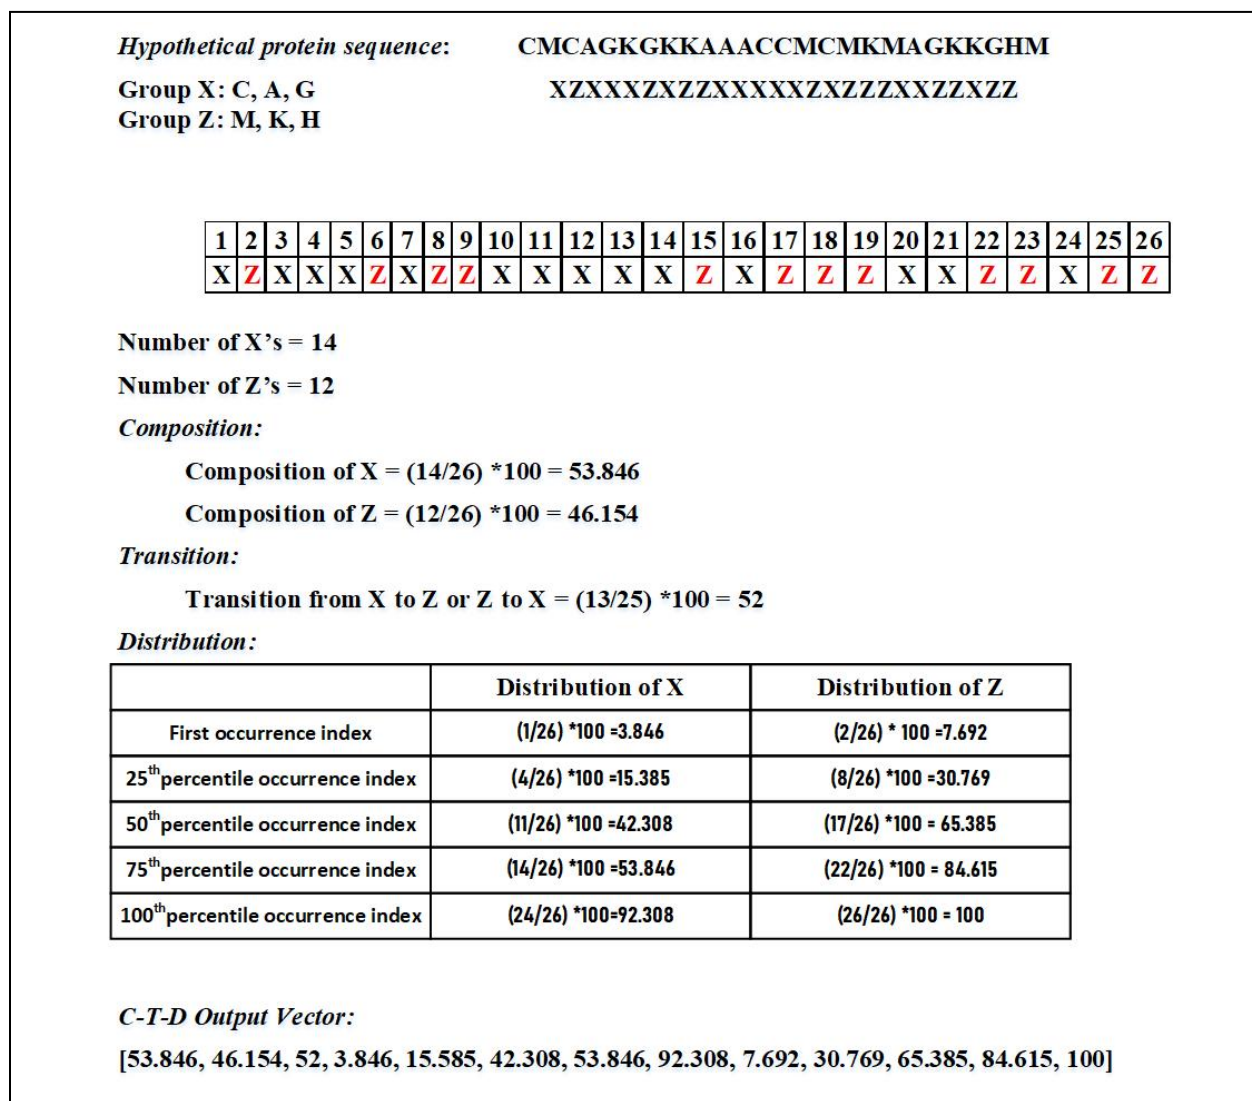 Hypothetical protein sequence: CMCAGKGKKAAACCMCMKMAGKKGHM
Group X: C, A, G XZXXXZXZZXXXXXZXZZZXXZZXZZ
Group Z: M, K, H
1 2 3 4 5 6 7 8 9 10 11 12 13 14 15 16 17 18 19 20 21 22 23 24 25 26
X Z X X X Z X Z Z X X X X X Z X Z Z Z X X Z Z X Z Z
Number of X’s = 14
Number of Z’s = 12
Composition:
Composition of X = (14/26) *100 = 53.846
Composition of Z = (12/26) *100 = 46.154
Transition:
Transition from X to Z or Z to X = (13/25) *100 = 52
Distribution:
Distribution of X Distribution of Z
First occurrence index (1/26) *100 =3.846 (2/26) * 100 =7.692
25th percentile occurrence index (4/26) *100 =15.385 (8/26) *100 =30.769
50th percentile occurrence index (11/26) *100 =42.308 (17/26) *100 = 65.385
75th percentile occurrence index (14/26) *100 =53.846 (22/26) *100 = 84.615
100th percentile occurrence index (24/26) *100=92.308 (26/26) *100 = 100
C-T-D Output Vector:
[53.846, 46.154, 52, 3.846, 15.585, 42.308, 53.846, 92.308, 7.692, 30.769, 65.385, 84.615, 100]